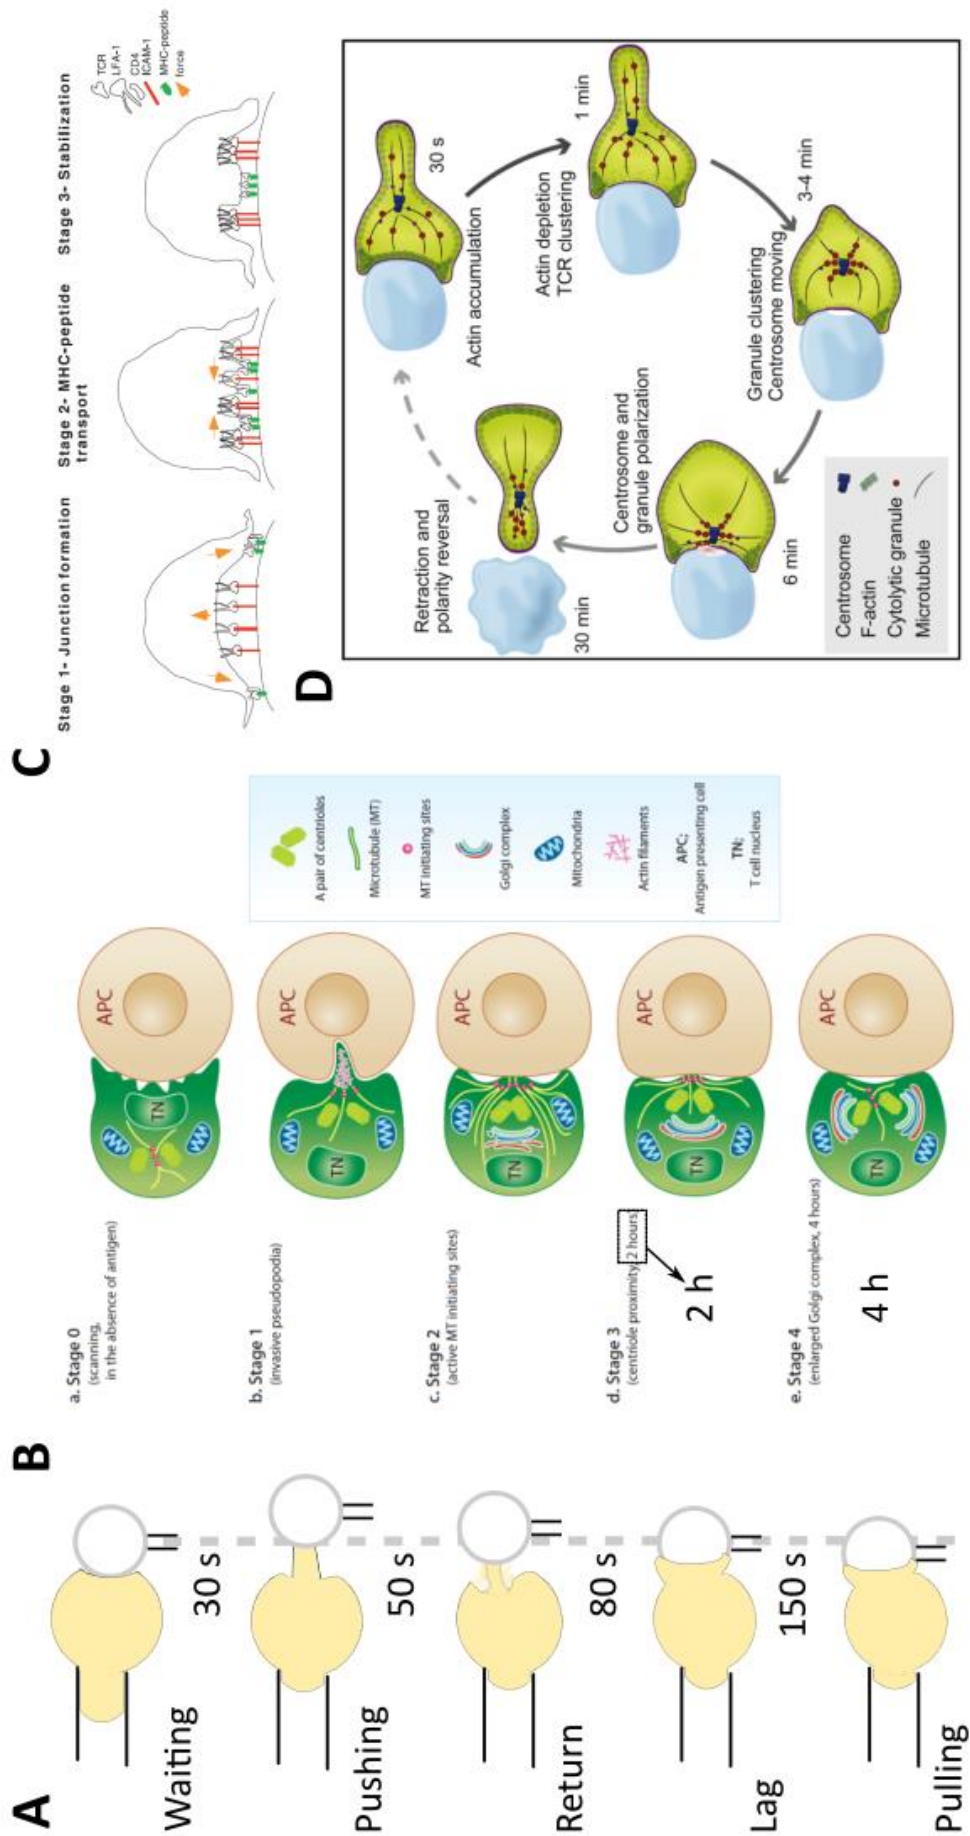 A
Waiting
30 s
Pushing
50 s
Return
80 s
Lag
150 s
Pulling
B
a. Stage 0
(scanning,
in the absence of antigen)
TN
APC
b. Stage 1
(invasive pseudopodia)
TN
APC
c. Stage 2
(active MT initiating sites)
TN
APC
d. Stage 3
(centriole proximity, 2 hours)
2 h
TN
APC
e. Stage 4
(enlarged Golgi complex, 4 hours)
4 h
TN
APC
A pair of centrioles
Microtubule (MT)
MT initiating sites
Golgi complex
Mitochondria
Actin filaments
APC;
Antigen presenting cell
TN;
T cell nucleus
C
Stage 1- Junction formation
Stage 2- MHC-peptide
transport
Stage 3- Stabilization
TCR
LFA-1
CD4
ICAM-1
MHC-peptide
force
D
30 s
Actin accumulation
1 min
Actin depletion
TCR clustering
3-4 min
Granule clustering
Centrosome moving
6 min
Centrosome and
granule polarization
30 min
Retraction and
polarity reversal
Centrosome
F-actin
Cytolytic granule
Microtubule